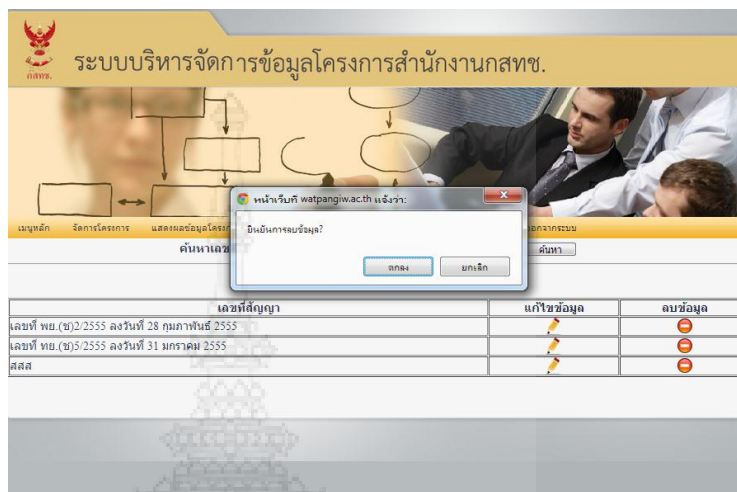 กสทช.
ระบบบริหารจัดการข้อมูลโครงการสำนักงานกสทช.
หน้าเว็บที่ watpangiw.ac.th แจ้งว่า:
ยืนยันการลบข้อมูล?
ตกลง ยกเลิก
เมนูหลัก จัดการโครงการ แสดงผลข้อมูลโครงก
อกจากระบบ
ค้นหาเลข ค้นหา
เลขที่สัญญา แก้ไขข้อมูล ลบข้อมูล
เลขที่ พย.(ช)2/2555 ลงวันที่ 28 กุมภาพันธ์ 2555
เลขที่ ทย.(ช)5/2555 ลงวันที่ 31 มกราคม 2555
สสส